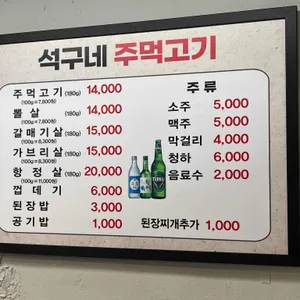 석구네 주먹고기
주먹고기(180g) 14,000
(100g=7,800원)
뽈살(180g) 14,000
(100g=7,800원)
갈매기살(180g) 15,000
(100g=8,300원)
가브리살(180g) 15,000
(100g=8,300원)
항정살(180g) 20,000
(100g=11,000원)
껍데기 6,000
된장밥 3,000
공기밥 1,000
주류
소주 5,000
맥주 5,000
막걸리 4,000
청하 6,000
음료수 2,000
된장찌개추가 1,000